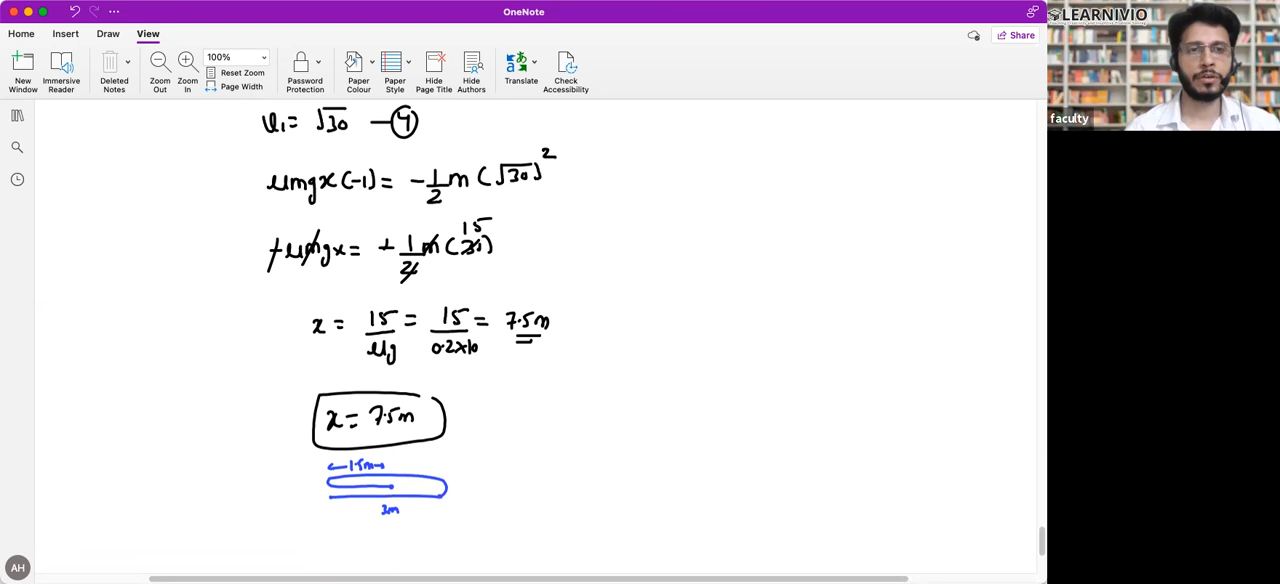 OneNote
LEARNIVIO
Home Insert Draw View
Share
100%
Reset Zoom
Page Width
New Window
Immersive Reader
Deleted Notes
Zoom Out
Zoom In
Password Protection
Paper Colour
Paper Style
Hide Page Title
Hide Authors
Translate
Check Accessibility
faculty
u₁ = √30 —④
μmgx(-1) = -1/2 m (√30)²
+μmgx = +1/2 m (30) 15
x = 15/μg = 15/0.2×10 = 7.5m
x = 7.5m
1.5m
3m
AH